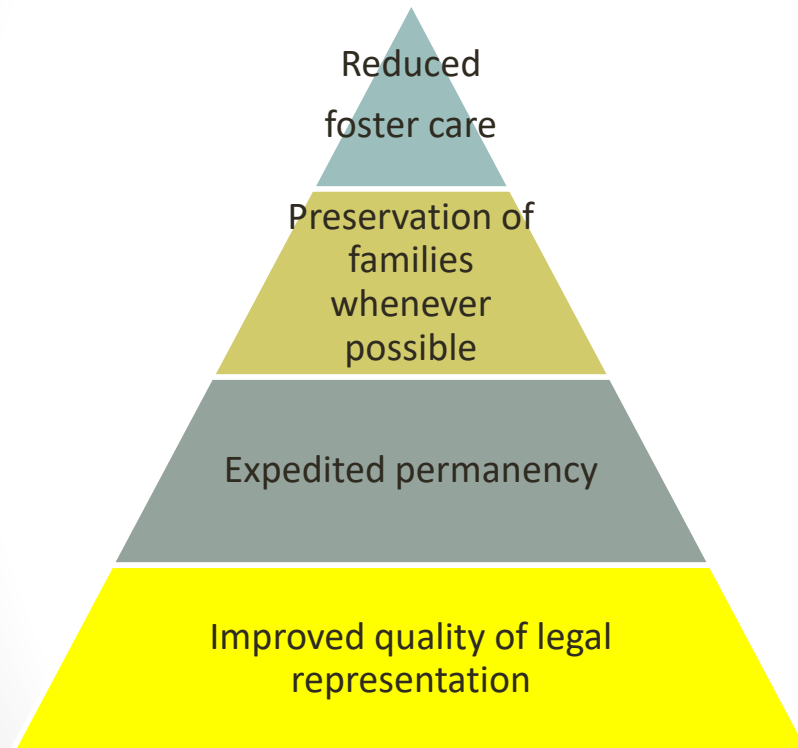 Reduced
foster care
Preservation of
families
whenever
possible
Expedited permanency
Improved quality of legal
representation